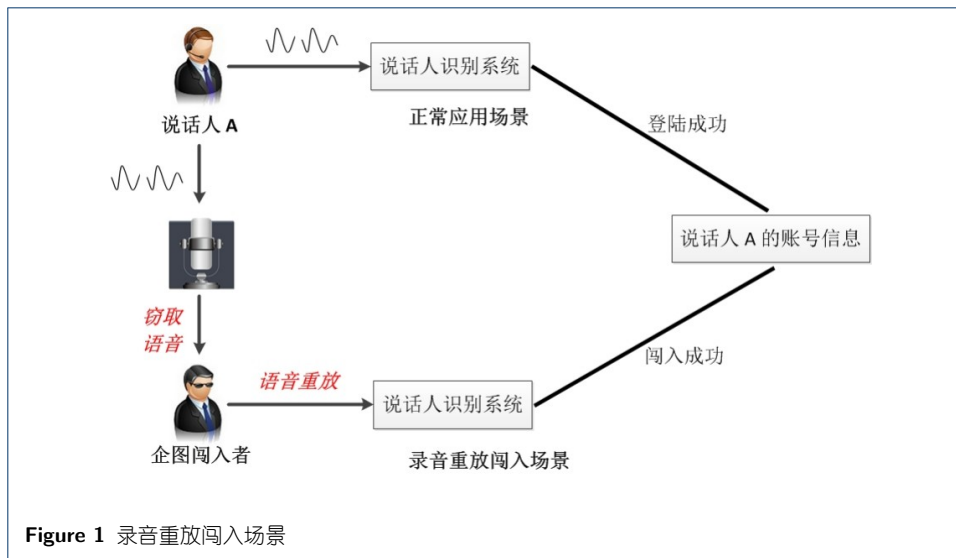 说话人识别系统
正常应用场景
说话人 A
登陆成功
说话人 A 的账号信息
窃取
语音
语音重放
闯入成功
说话人识别系统
企图闯入者
录音重放闯入场景
Figure 1 录音重放闯入场景